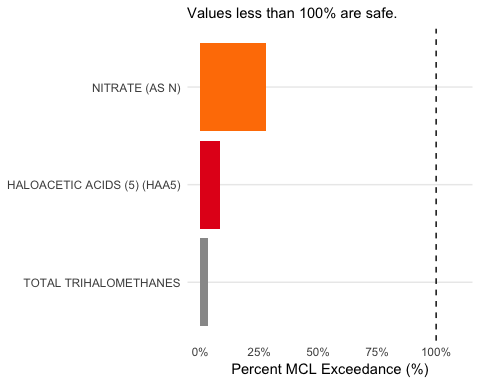 Values less than 100% are safe.
NITRATE (AS N)
HALOACETIC ACIDS (5) (HAA5)
TOTAL TRIHALOMETHANES
0% 25% 50% 75% 100%
Percent MCL Exceedance (%)